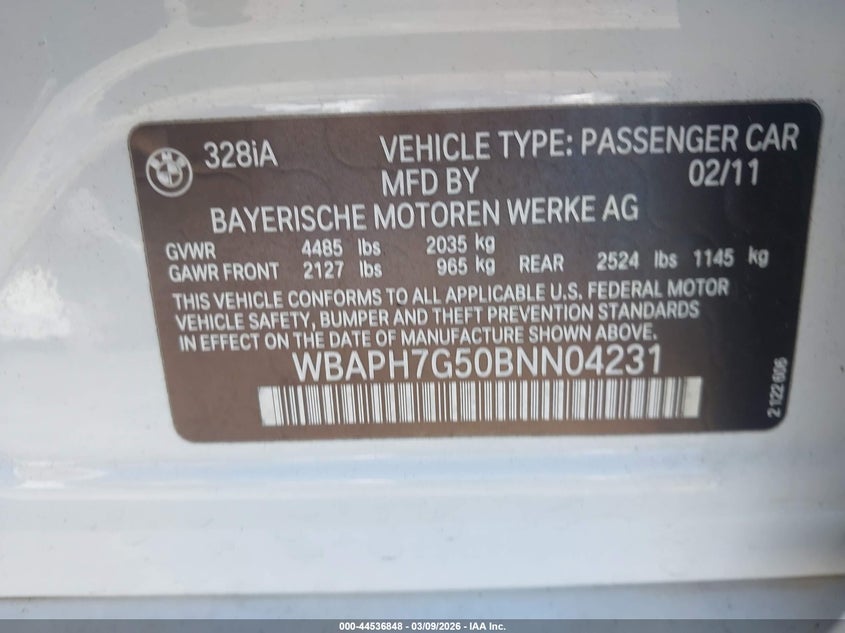 328iA VEHICLE TYPE: PASSENGER CAR
MFD BY 02/11
BAYERISCHE MOTOREN WERKE AG
GVWR 4485 lbs 2035 kg
GAWR FRONT 2127 lbs 965 kg REAR 2524 lbs 1145 kg
THIS VEHICLE CONFORMS TO ALL APPLICABLE U.S. FEDERAL MOTOR
VEHICLE SAFETY, BUMPER AND THEFT PREVENTION STANDARDS
IN EFFECT ON THE DATE OF MANUFACTURE SHOWN ABOVE.
WBAPH7G50BNN04231
2 122 606
000-44536848 - 03/09/2026 - IAA Inc.